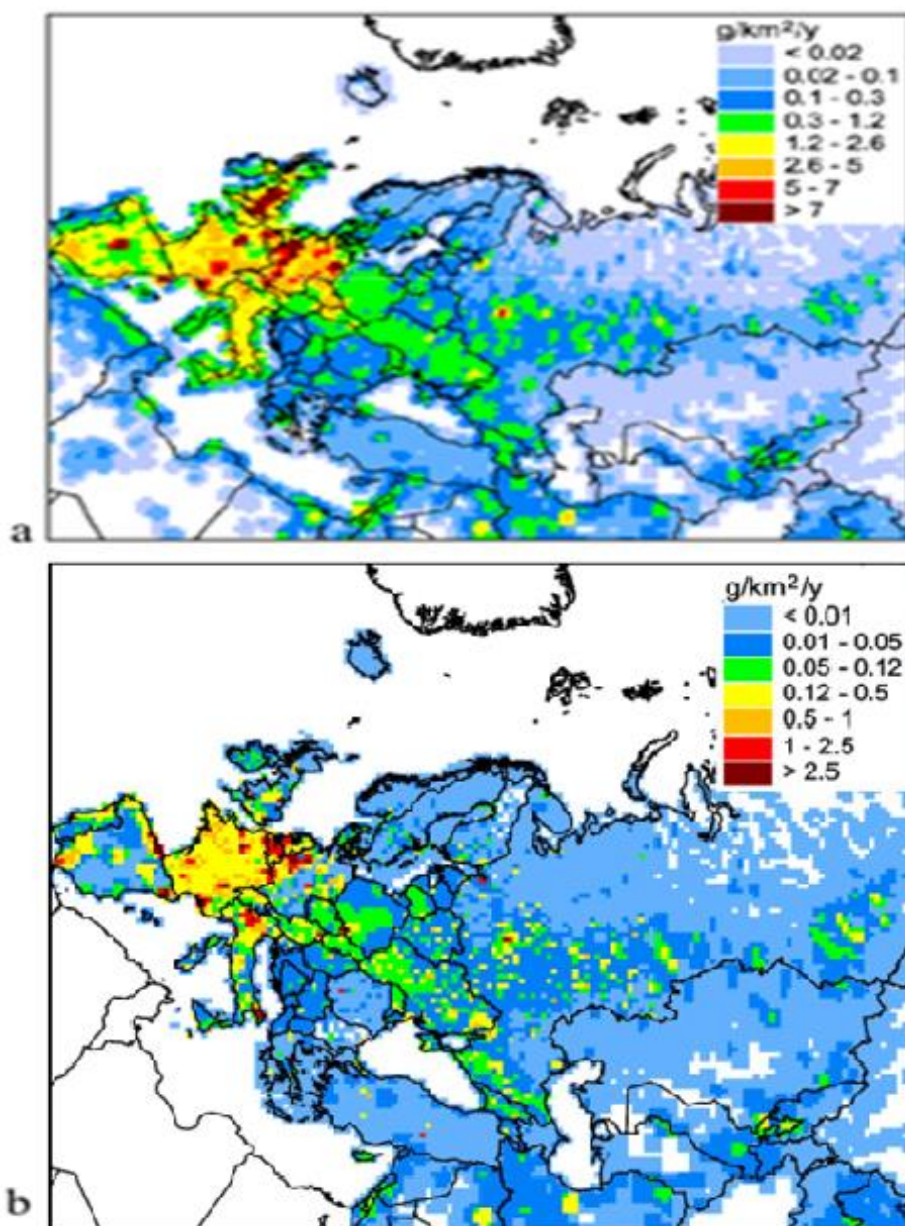 g/km²/y
< 0.02
0.02 - 0.1
0.1 - 0.3
0.3 - 1.2
1.2 - 2.6
2.6 - 5
5 - 7
> 7
a
g/km²/y
< 0.01
0.01 - 0.05
0.05 - 0.12
0.12 - 0.5
0.5 - 1
1 - 2.5
> 2.5
b